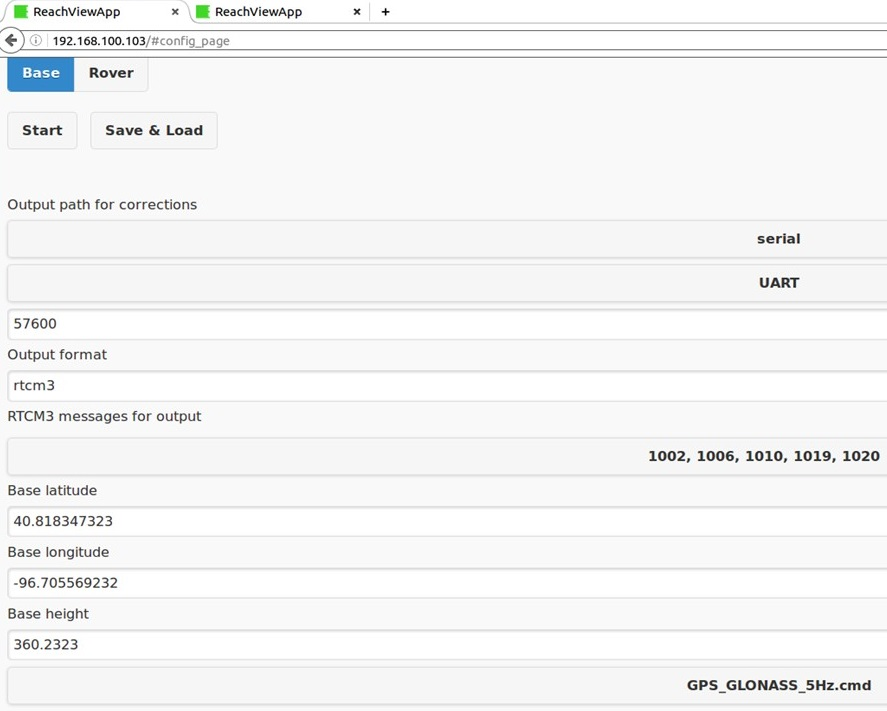 ReachViewApp × ReachViewApp × +
192.168.100.103/#config_page
Base Rover
Start Save & Load
Output path for corrections
serial
UART
57600
Output format
rtcm3
RTCM3 messages for output
1002, 1006, 1010, 1019, 1020
Base latitude
40.818347323
Base longitude
-96.705569232
Base height
360.2323
GPS_GLONASS_5Hz.cmd